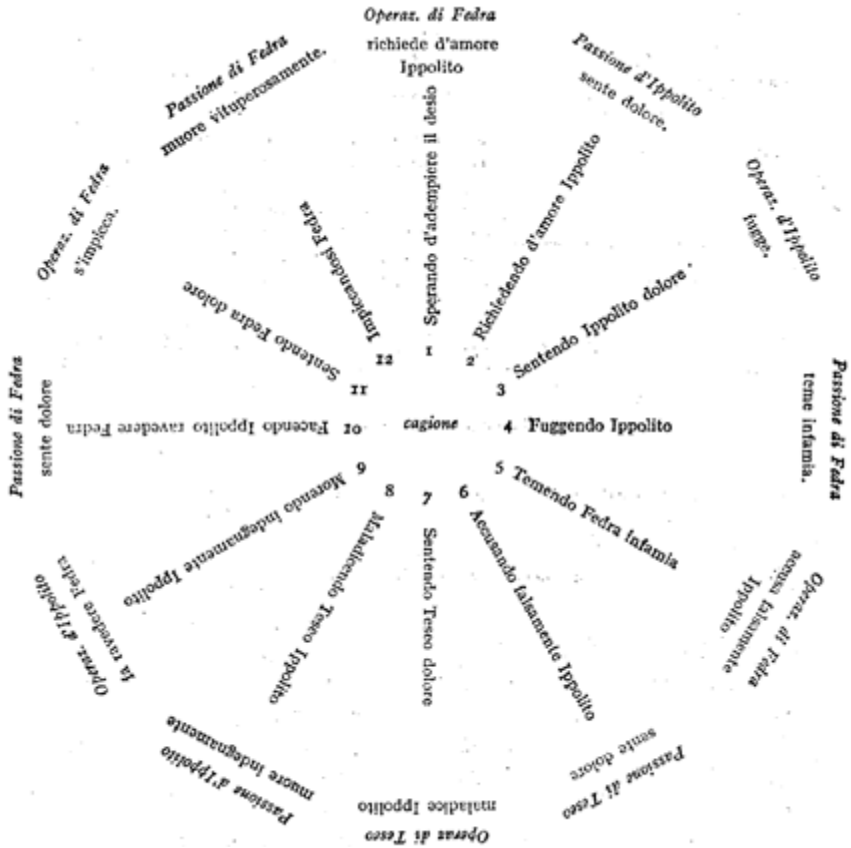 Operaz. di Fedra
richiede d'amore
Ippolito
Sperando d'adempiere il desio
1
Passione d'Ippolito
sente dolore.
Richiedendo d'amore Ippolito
2
Operaz. d'Ippolito
fugge.
Sentendo Ippolito dolore
3
Passione di Fedra
teme infamia.
4 Fuggendo Ippolito
Operaz. di Fedra
accusa falsamente
Ippolito
5 Temendo Fedra infamia
Passione di Teseo
sente dolore
6
Accusando falsamente Ippolito
Operaz di Teseo
maladice Ippolito
7
Sentendo Teseo dolore
Passione d'Ippolito
muore indegnamente
8
Maladicendo Teseo Ippolito
Operaz. d'Ippolito
fa ravedere Fedra
9
Morendo indegnamente Ippolito
Passione di Fedra
sente dolore
10 Facendo Ippolito ravedere Fedra
Operaz. di Fedra
s'impicca.
Sentendo Fedra dolore
11
Passione di Fedra
muore vituperosamente.
Impiccandosi Fedra
12
cagione